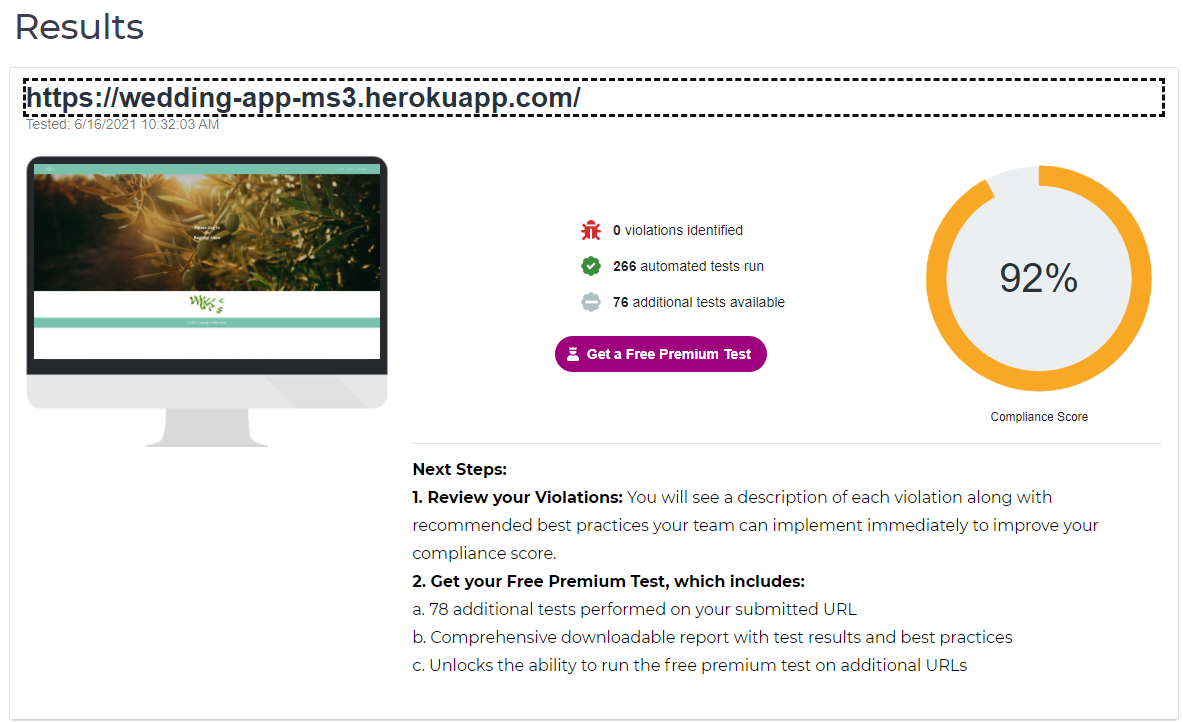 Results
https://wedding-app-ms3.herokuapp.com/
Tested: 6/16/2021 10:32:03 AM
Please Log In
Register Here
0 violations identified
266 automated tests run
76 additional tests available
Get a Free Premium Test
92%
Compliance Score
Next Steps:
1. Review your Violations: You will see a description of each violation along with
recommended best practices your team can implement immediately to improve your
compliance score.
2. Get your Free Premium Test, which includes:
a. 78 additional tests performed on your submitted URL
b. Comprehensive downloadable report with test results and best practices
c. Unlocks the ability to run the free premium test on additional URLs